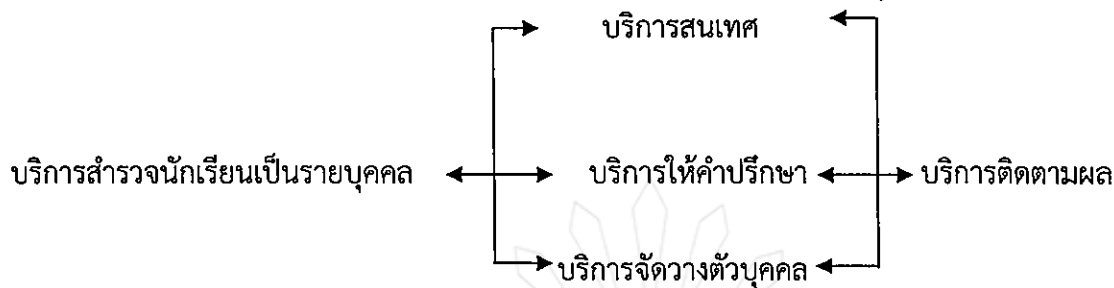 บริการสนเทศ
บริการสำรวจนักเรียนเป็นรายบุคคล บริการให้คำปรึกษา บริการติดตามผล
บริการจัดวางตัวบุคคล